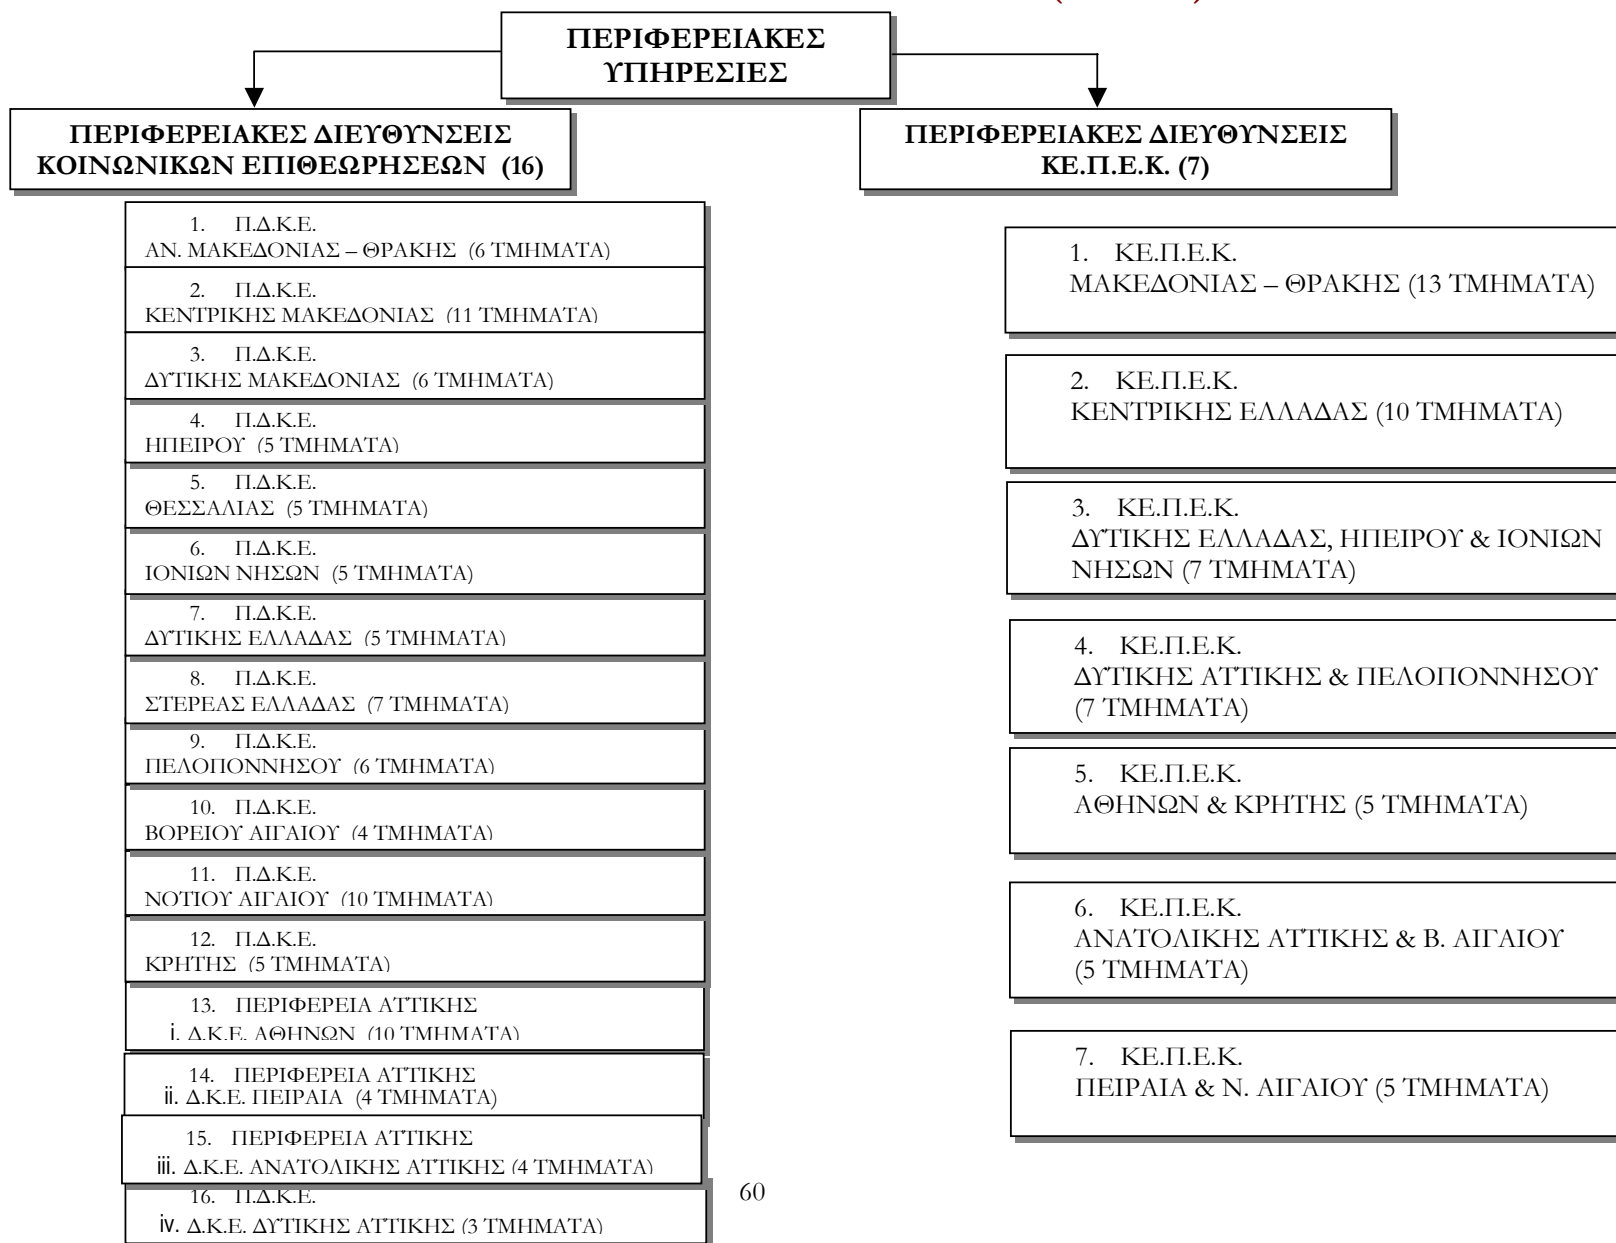 ΠΕΡΙΦΕΡΕΙΑΚΕΣ
ΥΠΗΡΕΣΙΕΣ
ΠΕΡΙΦΕΡΕΙΑΚΕΣ ΔΙΕΥΘΥΝΣΕΙΣ
ΚΟΙΝΩΝΙΚΩΝ ΕΠΙΘΕΩΡΗΣΕΩΝ (16)
1. Π.Δ.Κ.Ε.
ΑΝ. ΜΑΚΕΔΟΝΙΑΣ – ΘΡΑΚΗΣ (6 ΤΜΗΜΑΤΑ)
2. Π.Δ.Κ.Ε.
ΚΕΝΤΡΙΚΗΣ ΜΑΚΕΔΟΝΙΑΣ (11 ΤΜΗΜΑΤΑ)
3. Π.Δ.Κ.Ε.
ΔΥΤΙΚΗΣ ΜΑΚΕΔΟΝΙΑΣ (6 ΤΜΗΜΑΤΑ)
4. Π.Δ.Κ.Ε.
ΗΠΕΙΡΟΥ (5 ΤΜΗΜΑΤΑ)
5. Π.Δ.Κ.Ε.
ΘΕΣΣΑΛΙΑΣ (5 ΤΜΗΜΑΤΑ)
6. Π.Δ.Κ.Ε.
ΙΟΝΙΩΝ ΝΗΣΩΝ (5 ΤΜΗΜΑΤΑ)
7. Π.Δ.Κ.Ε.
ΔΥΤΙΚΗΣ ΕΛΛΑΔΑΣ (5 ΤΜΗΜΑΤΑ)
8. Π.Δ.Κ.Ε.
ΣΤΕΡΕΑΣ ΕΛΛΑΔΑΣ (7 ΤΜΗΜΑΤΑ)
9. Π.Δ.Κ.Ε.
ΠΕΛΟΠΟΝΝΗΣΟΥ (6 ΤΜΗΜΑΤΑ)
10. Π.Δ.Κ.Ε.
ΒΟΡΕΙΟΥ ΑΙΓΑΙΟΥ (4 ΤΜΗΜΑΤΑ)
11. Π.Δ.Κ.Ε.
ΝΟΤΙΟΥ ΑΙΓΑΙΟΥ (10 ΤΜΗΜΑΤΑ)
12. Π.Δ.Κ.Ε.
ΚΡΗΤΗΣ (5 ΤΜΗΜΑΤΑ)
13. ΠΕΡΙΦΕΡΕΙΑ ΑΤΤΙΚΗΣ
i. Δ.Κ.Ε. ΑΘΗΝΩΝ (10 ΤΜΗΜΑΤΑ)
14. ΠΕΡΙΦΕΡΕΙΑ ΑΤΤΙΚΗΣ
ii. Δ.Κ.Ε. ΠΕΙΡΑΙΑ (4 ΤΜΗΜΑΤΑ)
15. ΠΕΡΙΦΕΡΕΙΑ ΑΤΤΙΚΗΣ
iii. Δ.Κ.Ε. ΑΝΑΤΟΛΙΚΗΣ ΑΤΤΙΚΗΣ (4 ΤΜΗΜΑΤΑ)
16. Π.Δ.Κ.Ε.
iv. Δ.Κ.Ε. ΔΥΤΙΚΗΣ ΑΤΤΙΚΗΣ (3 ΤΜΗΜΑΤΑ)
ΠΕΡΙΦΕΡΕΙΑΚΕΣ ΔΙΕΥΘΥΝΣΕΙΣ
ΚΕ.Π.Ε.Κ. (7)
1. ΚΕ.Π.Ε.Κ.
ΜΑΚΕΔΟΝΙΑΣ – ΘΡΑΚΗΣ (13 ΤΜΗΜΑΤΑ)
2. ΚΕ.Π.Ε.Κ.
ΚΕΝΤΡΙΚΗΣ ΕΛΛΑΔΑΣ (10 ΤΜΗΜΑΤΑ)
3. ΚΕ.Π.Ε.Κ.
ΔΥΤΙΚΗΣ ΕΛΛΑΔΑΣ, ΗΠΕΙΡΟΥ & ΙΟΝΙΩΝ
ΝΗΣΩΝ (7 ΤΜΗΜΑΤΑ)
4. ΚΕ.Π.Ε.Κ.
ΔΥΤΙΚΗΣ ΑΤΤΙΚΗΣ & ΠΕΛΟΠΟΝΝΗΣΟΥ
(7 ΤΜΗΜΑΤΑ)
5. ΚΕ.Π.Ε.Κ.
ΑΘΗΝΩΝ & ΚΡΗΤΗΣ (5 ΤΜΗΜΑΤΑ)
6. ΚΕ.Π.Ε.Κ.
ΑΝΑΤΟΛΙΚΗΣ ΑΤΤΙΚΗΣ & Β. ΑΙΓΑΙΟΥ
(5 ΤΜΗΜΑΤΑ)
7. ΚΕ.Π.Ε.Κ.
ΠΕΙΡΑΙΑ & Ν. ΑΙΓΑΙΟΥ (5 ΤΜΗΜΑΤΑ)
60